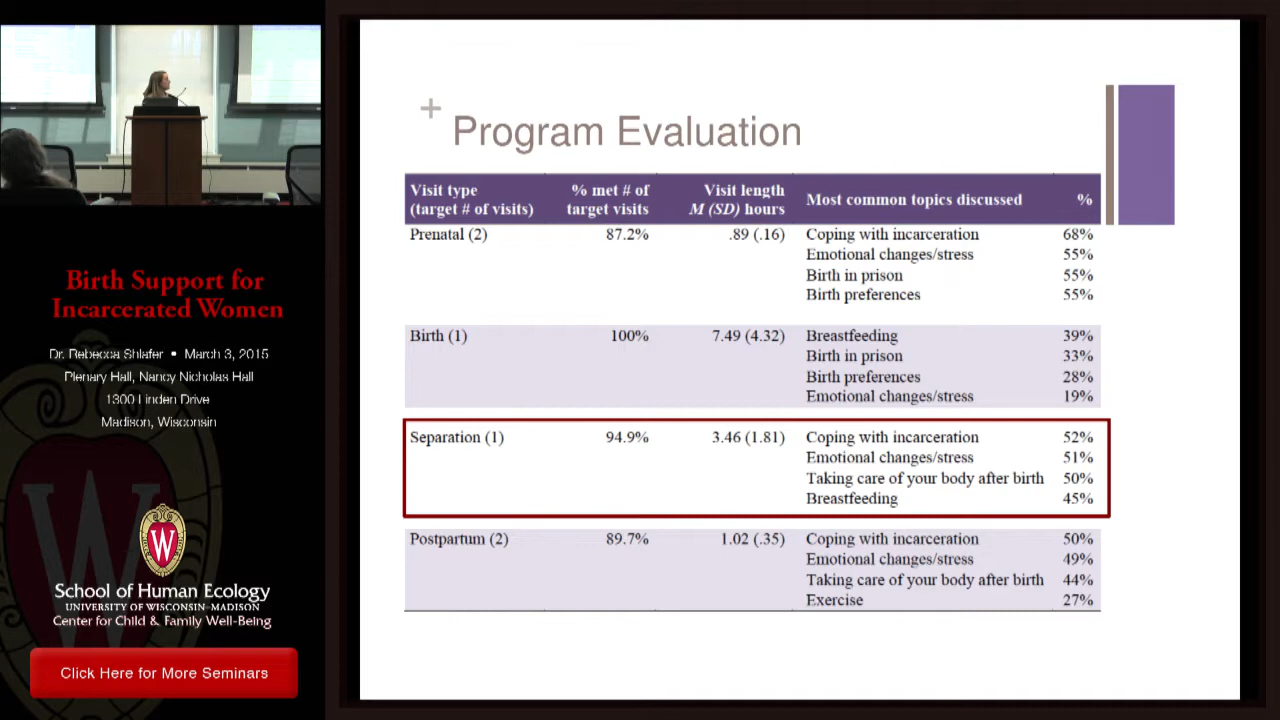 Birth Support for
Incarcerated Women
Dr. Rebecca Shlafer • March 3, 2015
Plenary Hall, Nancy Nicholas Hall
1300 Linden Drive
Madison, Wisconsin
W
W
School of Human Ecology
UNIVERSITY OF WISCONSIN-MADISON
Center for Child & Family Well-Being
Click Here for More Seminars
+
Program Evaluation
Visit type (target # of visits) % met # of target visits Visit length M (SD) hours Most common topics discussed %
Prenatal (2) 87.2% .89 (.16) Coping with incarceration 68%
Emotional changes/stress 55%
Birth in prison 55%
Birth preferences 55%
Birth (1) 100% 7.49 (4.32) Breastfeeding 39%
Birth in prison 33%
Birth preferences 28%
Emotional changes/stress 19%
Separation (1) 94.9% 3.46 (1.81) Coping with incarceration 52%
Emotional changes/stress 51%
Taking care of your body after birth 50%
Breastfeeding 45%
Postpartum (2) 89.7% 1.02 (.35) Coping with incarceration 50%
Emotional changes/stress 49%
Taking care of your body after birth 44%
Exercise 27%